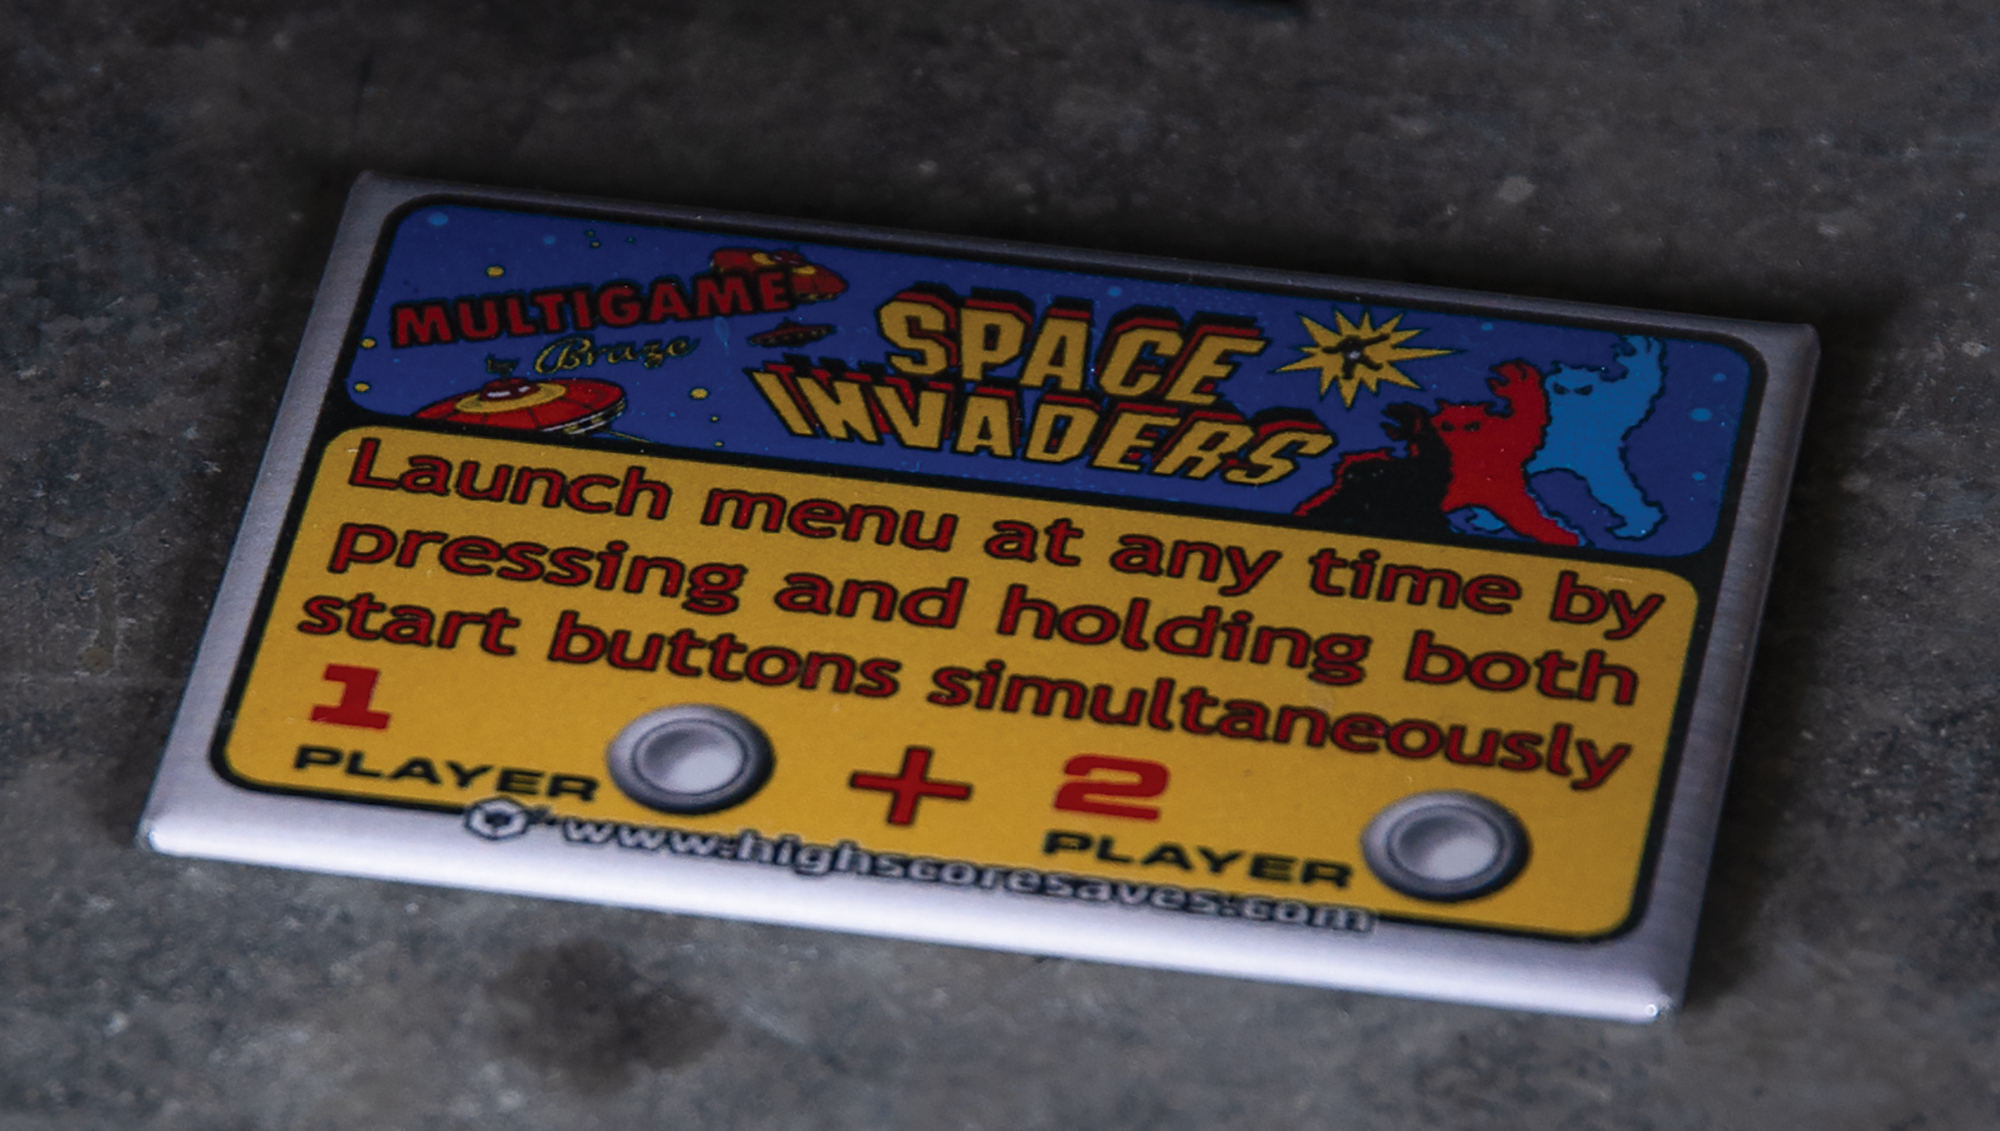 MULTIGAME
by Braze
SPACE
INVADERS
Launch menu at any time by
pressing and holding both
start buttons simultaneously
1
PLAYER
+
2
PLAYER
www.highscoresaves.com